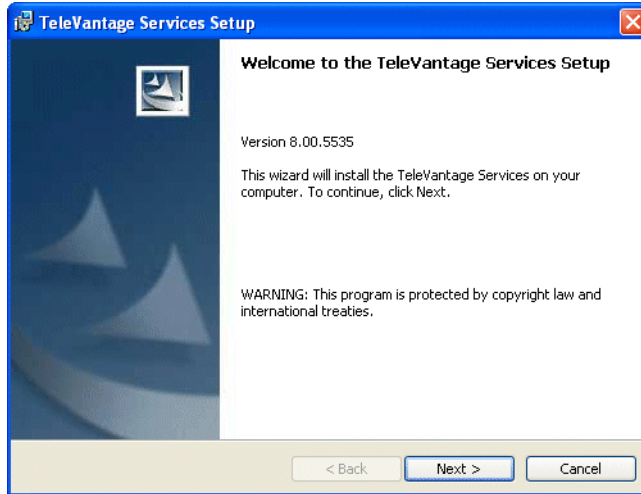 TeleVantage Services Setup
Welcome to the TeleVantage Services Setup
Version 8.00.5535
This wizard will install the TeleVantage Services on your
computer. To continue, click Next.
WARNING: This program is protected by copyright law and
international treaties.
< Back
Next >
Cancel